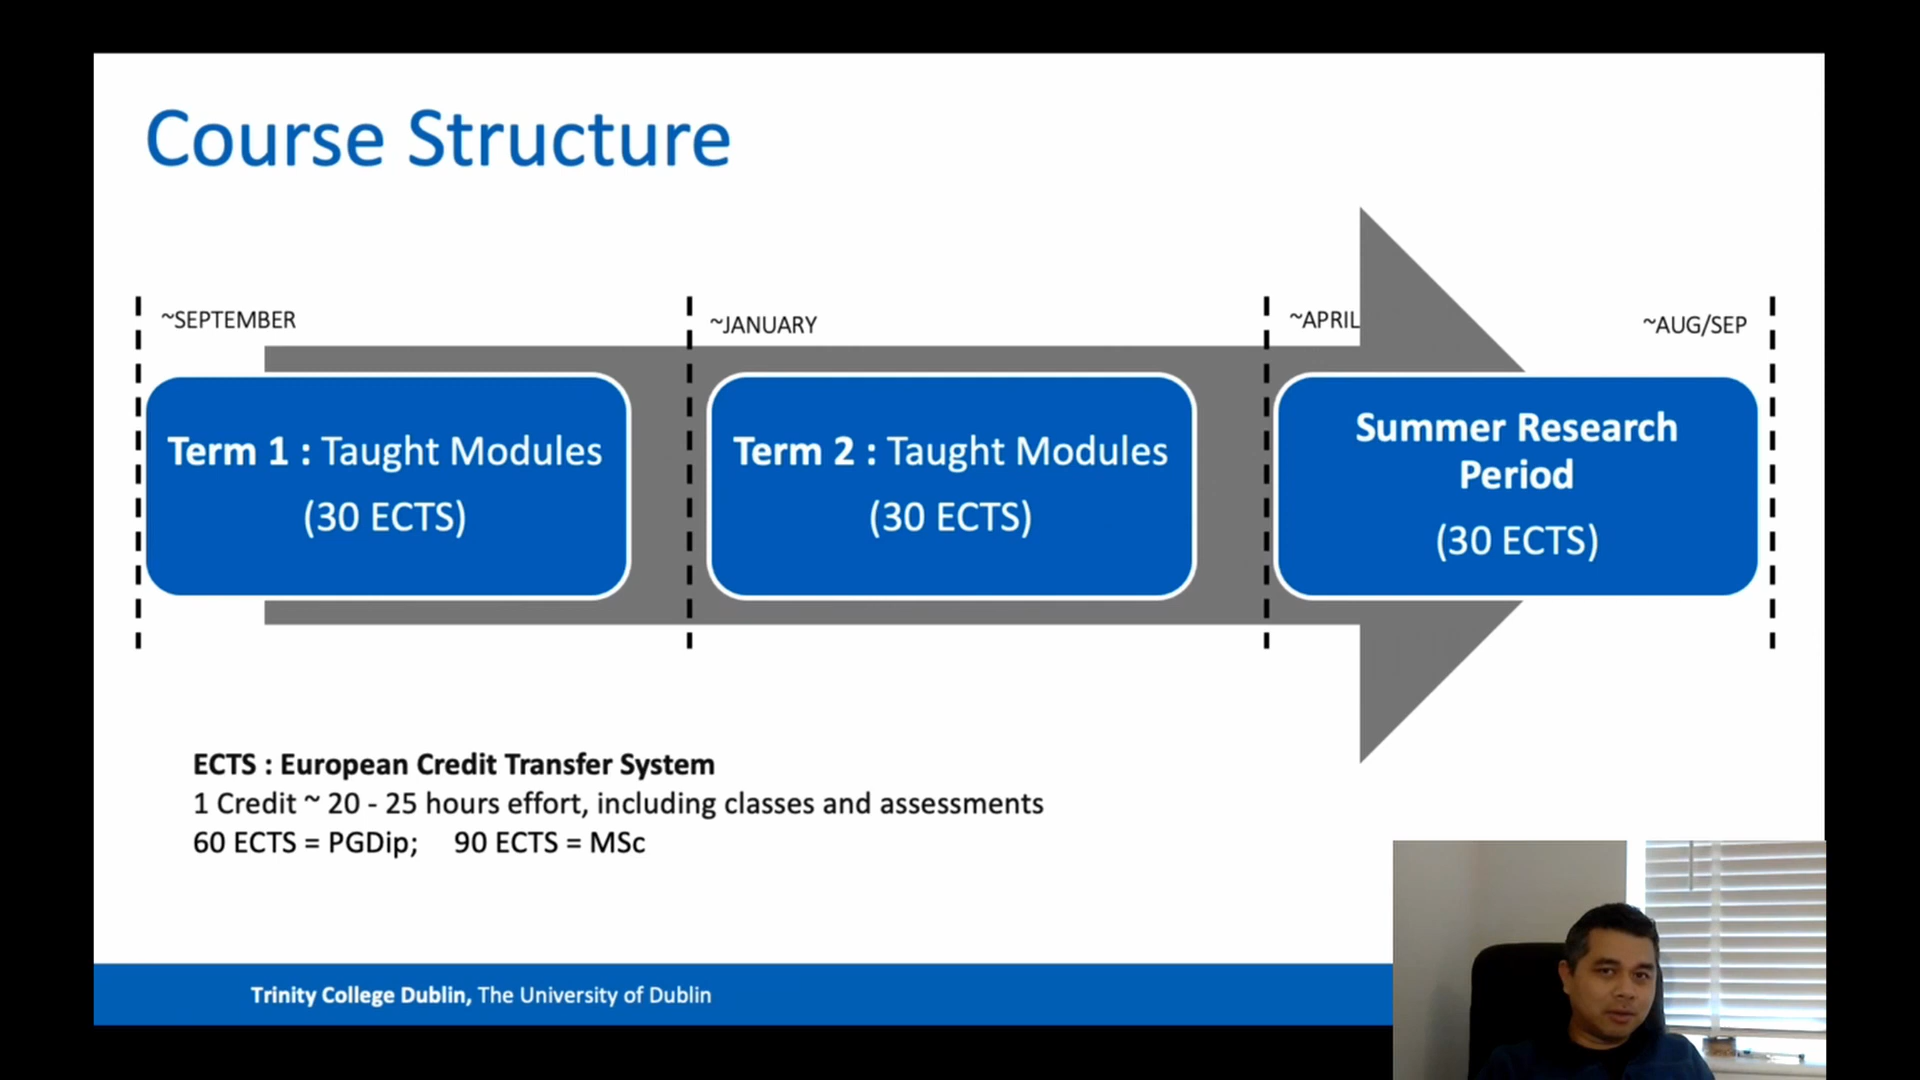 Course Structure
~SEPTEMBER
~JANUARY
~APRIL
~AUG/SEP
Term 1 : Taught Modules
(30 ECTS)
Term 2 : Taught Modules
(30 ECTS)
Summer Research
Period
(30 ECTS)
ECTS : European Credit Transfer System
1 Credit ~ 20 - 25 hours effort, including classes and assessments
60 ECTS = PGDip; 90 ECTS = MSc
Trinity College Dublin, The University of Dublin